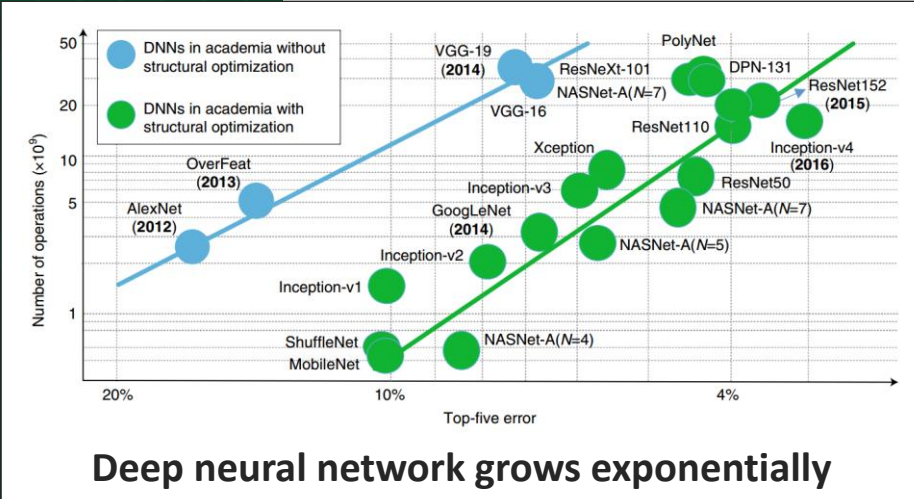 50
20
10
5
1
Number of operations (×10⁹)
DNNs in academia without
structural optimization
DNNs in academia with
structural optimization
VGG-19
(2014)
VGG-16
OverFeat
(2013)
AlexNet
(2012)
PolyNet
ResNeXt-101
NASNet-A(N=7)
DPN-131
ResNet152
(2015)
ResNet110
Inception-v4
(2016)
Xception
Inception-v3
ResNet50
NASNet-A(N=7)
GoogLeNet
(2014)
NASNet-A(N=5)
Inception-v2
Inception-v1
ShuffleNet
MobileNet
NASNet-A(N=4)
20%
10%
4%
Top-five error
Deep neural network grows exponentially